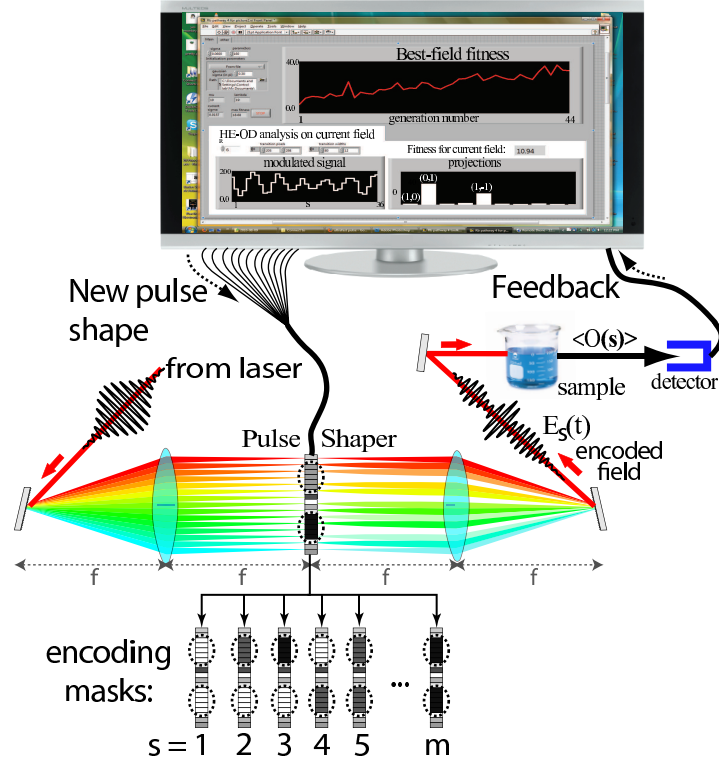 Best-field fitness
40.0
0.0
1
generation number
44
HE-OD analysis on current field
Fitness for current field: 10.94
modulated signal
200
0
1
S
36
projections
0
(1,0)
(0,1)
(1,-1)
New pulse
shape
Feedback
from laser
<O(s)>
sample
detector
Es(t)
encoded
field
Pulse Shaper
f f f f
encoding
masks:
...
s = 1 2 3 4 5 m